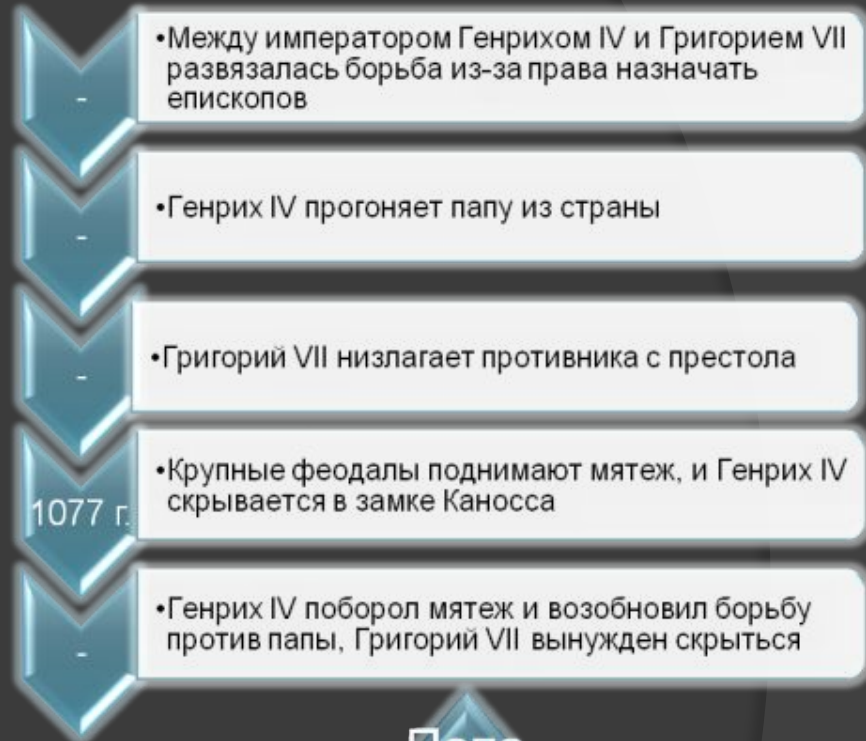 -
•Между императором Генрихом IV и Григорием VII
развязалась борьба из-за права назначать
епископов
-
•Генрих IV прогоняет папу из страны
-
•Григорий VII низлагает противника с престола
1077 г.
•Крупные феодалы поднимают мятеж, и Генрих IV
скрывается в замке Каносса
-
•Генрих IV поборол мятеж и возобновил борьбу
против папы, Григорий VII вынужден скрыться